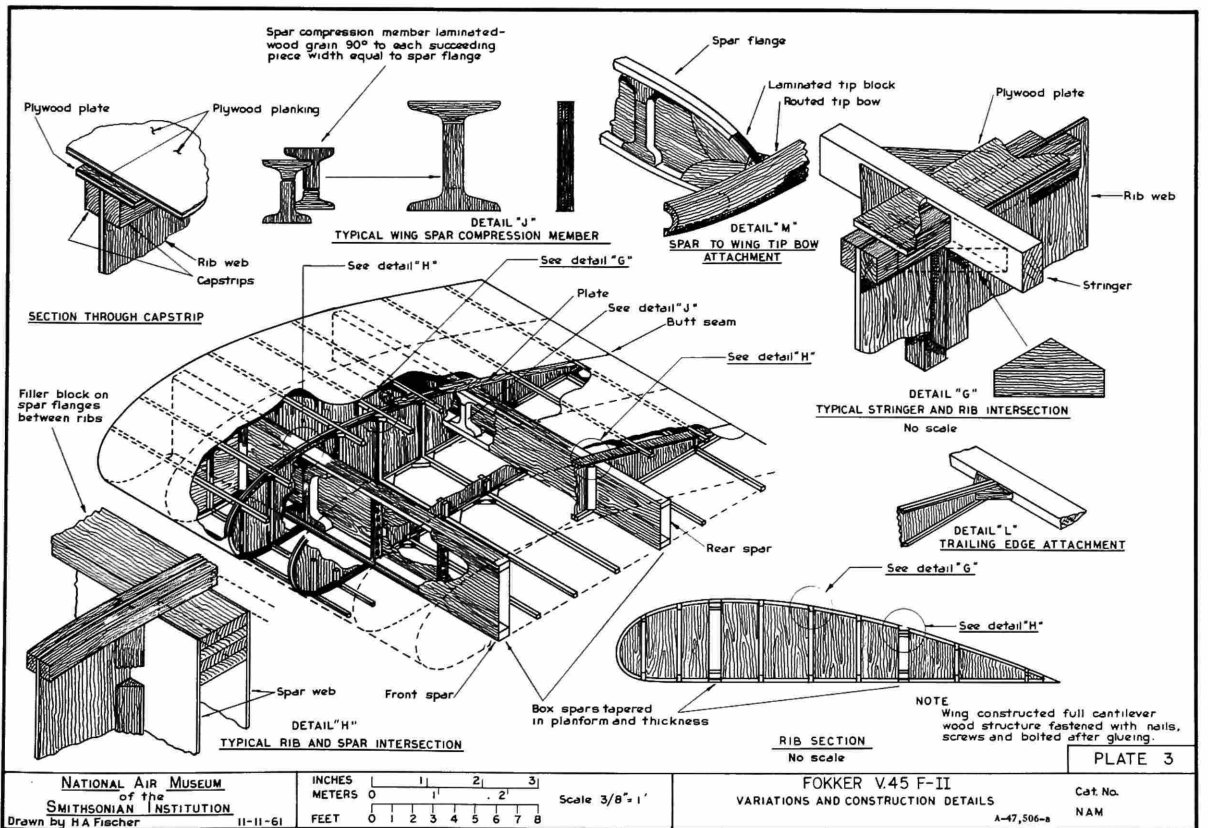 Spar compression member laminated-
wood grain 90° to each succeeding
piece width equal to spar flange
Plywood plate
Plywood planking
Rib web
Capstrips
SECTION THROUGH CAPSTRIP
DETAIL "J"
TYPICAL WING SPAR COMPRESSION MEMBER
Spar flange
Laminated tip block
Routed tip bow
DETAIL "M"
SPAR TO WING TIP BOW
ATTACHMENT
Plywood plate
Rib web
Stringer
DETAIL "G"
TYPICAL STRINGER AND RIB INTERSECTION
No scale
See detail "H"
See detail "G"
Plate
See detail "J"
Butt seam
See detail "H"
Filler block on
spar flanges
between ribs
Rear spar
Front spar
Box spars tapered
in planform and thickness
Spar web
DETAIL "H"
TYPICAL RIB AND SPAR INTERSECTION
DETAIL "L"
TRAILING EDGE ATTACHMENT
See detail "G"
See detail "H"
RIB SECTION
No scale
NOTE
Wing constructed full cantilever
wood structure fastened with nails,
screws and bolted after glueing.
PLATE 3
NATIONAL AIR MUSEUM
of the
SMITHSONIAN INSTITUTION
Drawn by H A Fischer 11-11-61
INCHES 1 2 3
METERS 0 .1' .2'
FEET 0 1 2 3 4 5 6 7 8
Scale 3/8"= 1'
FOKKER V.45 F-II
VARIATIONS AND CONSTRUCTION DETAILS
A-47,506-a
Cat. No.
NAM